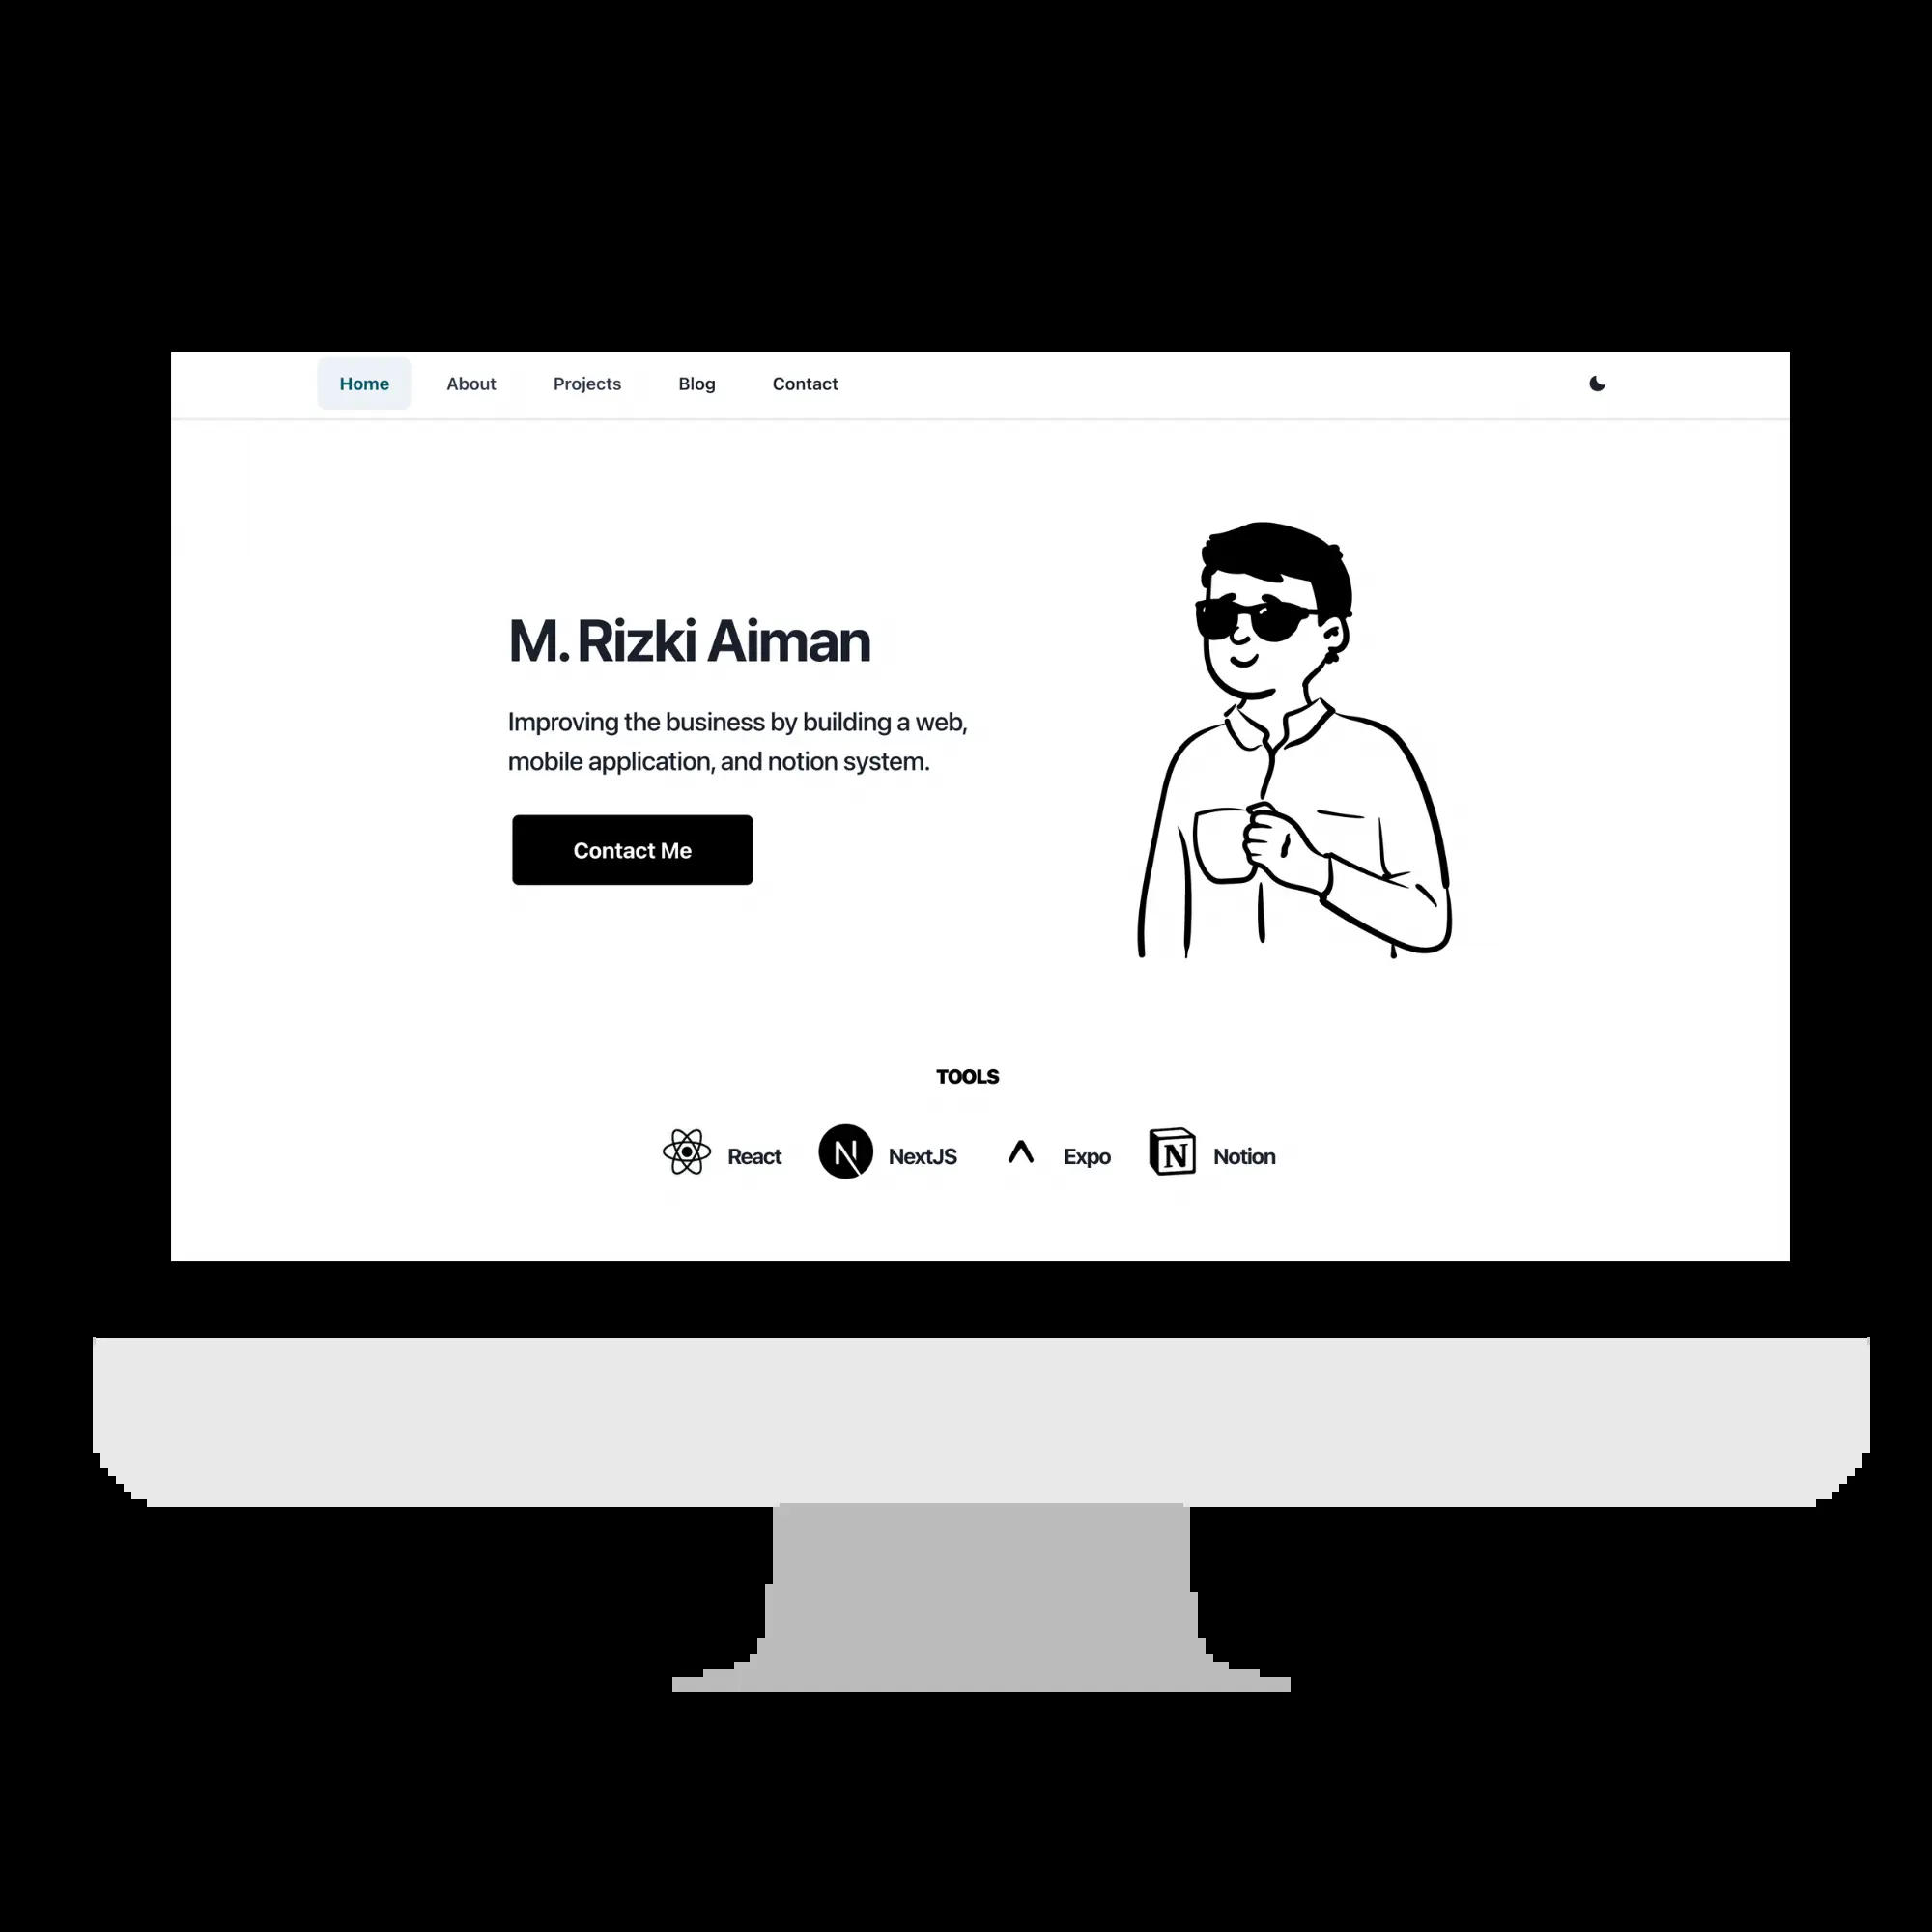 Home About Projects Blog Contact
M. Rizki Aiman
Improving the business by building a web,
mobile application, and notion system.
Contact Me
TOOLS
React N NextJS Expo N Notion